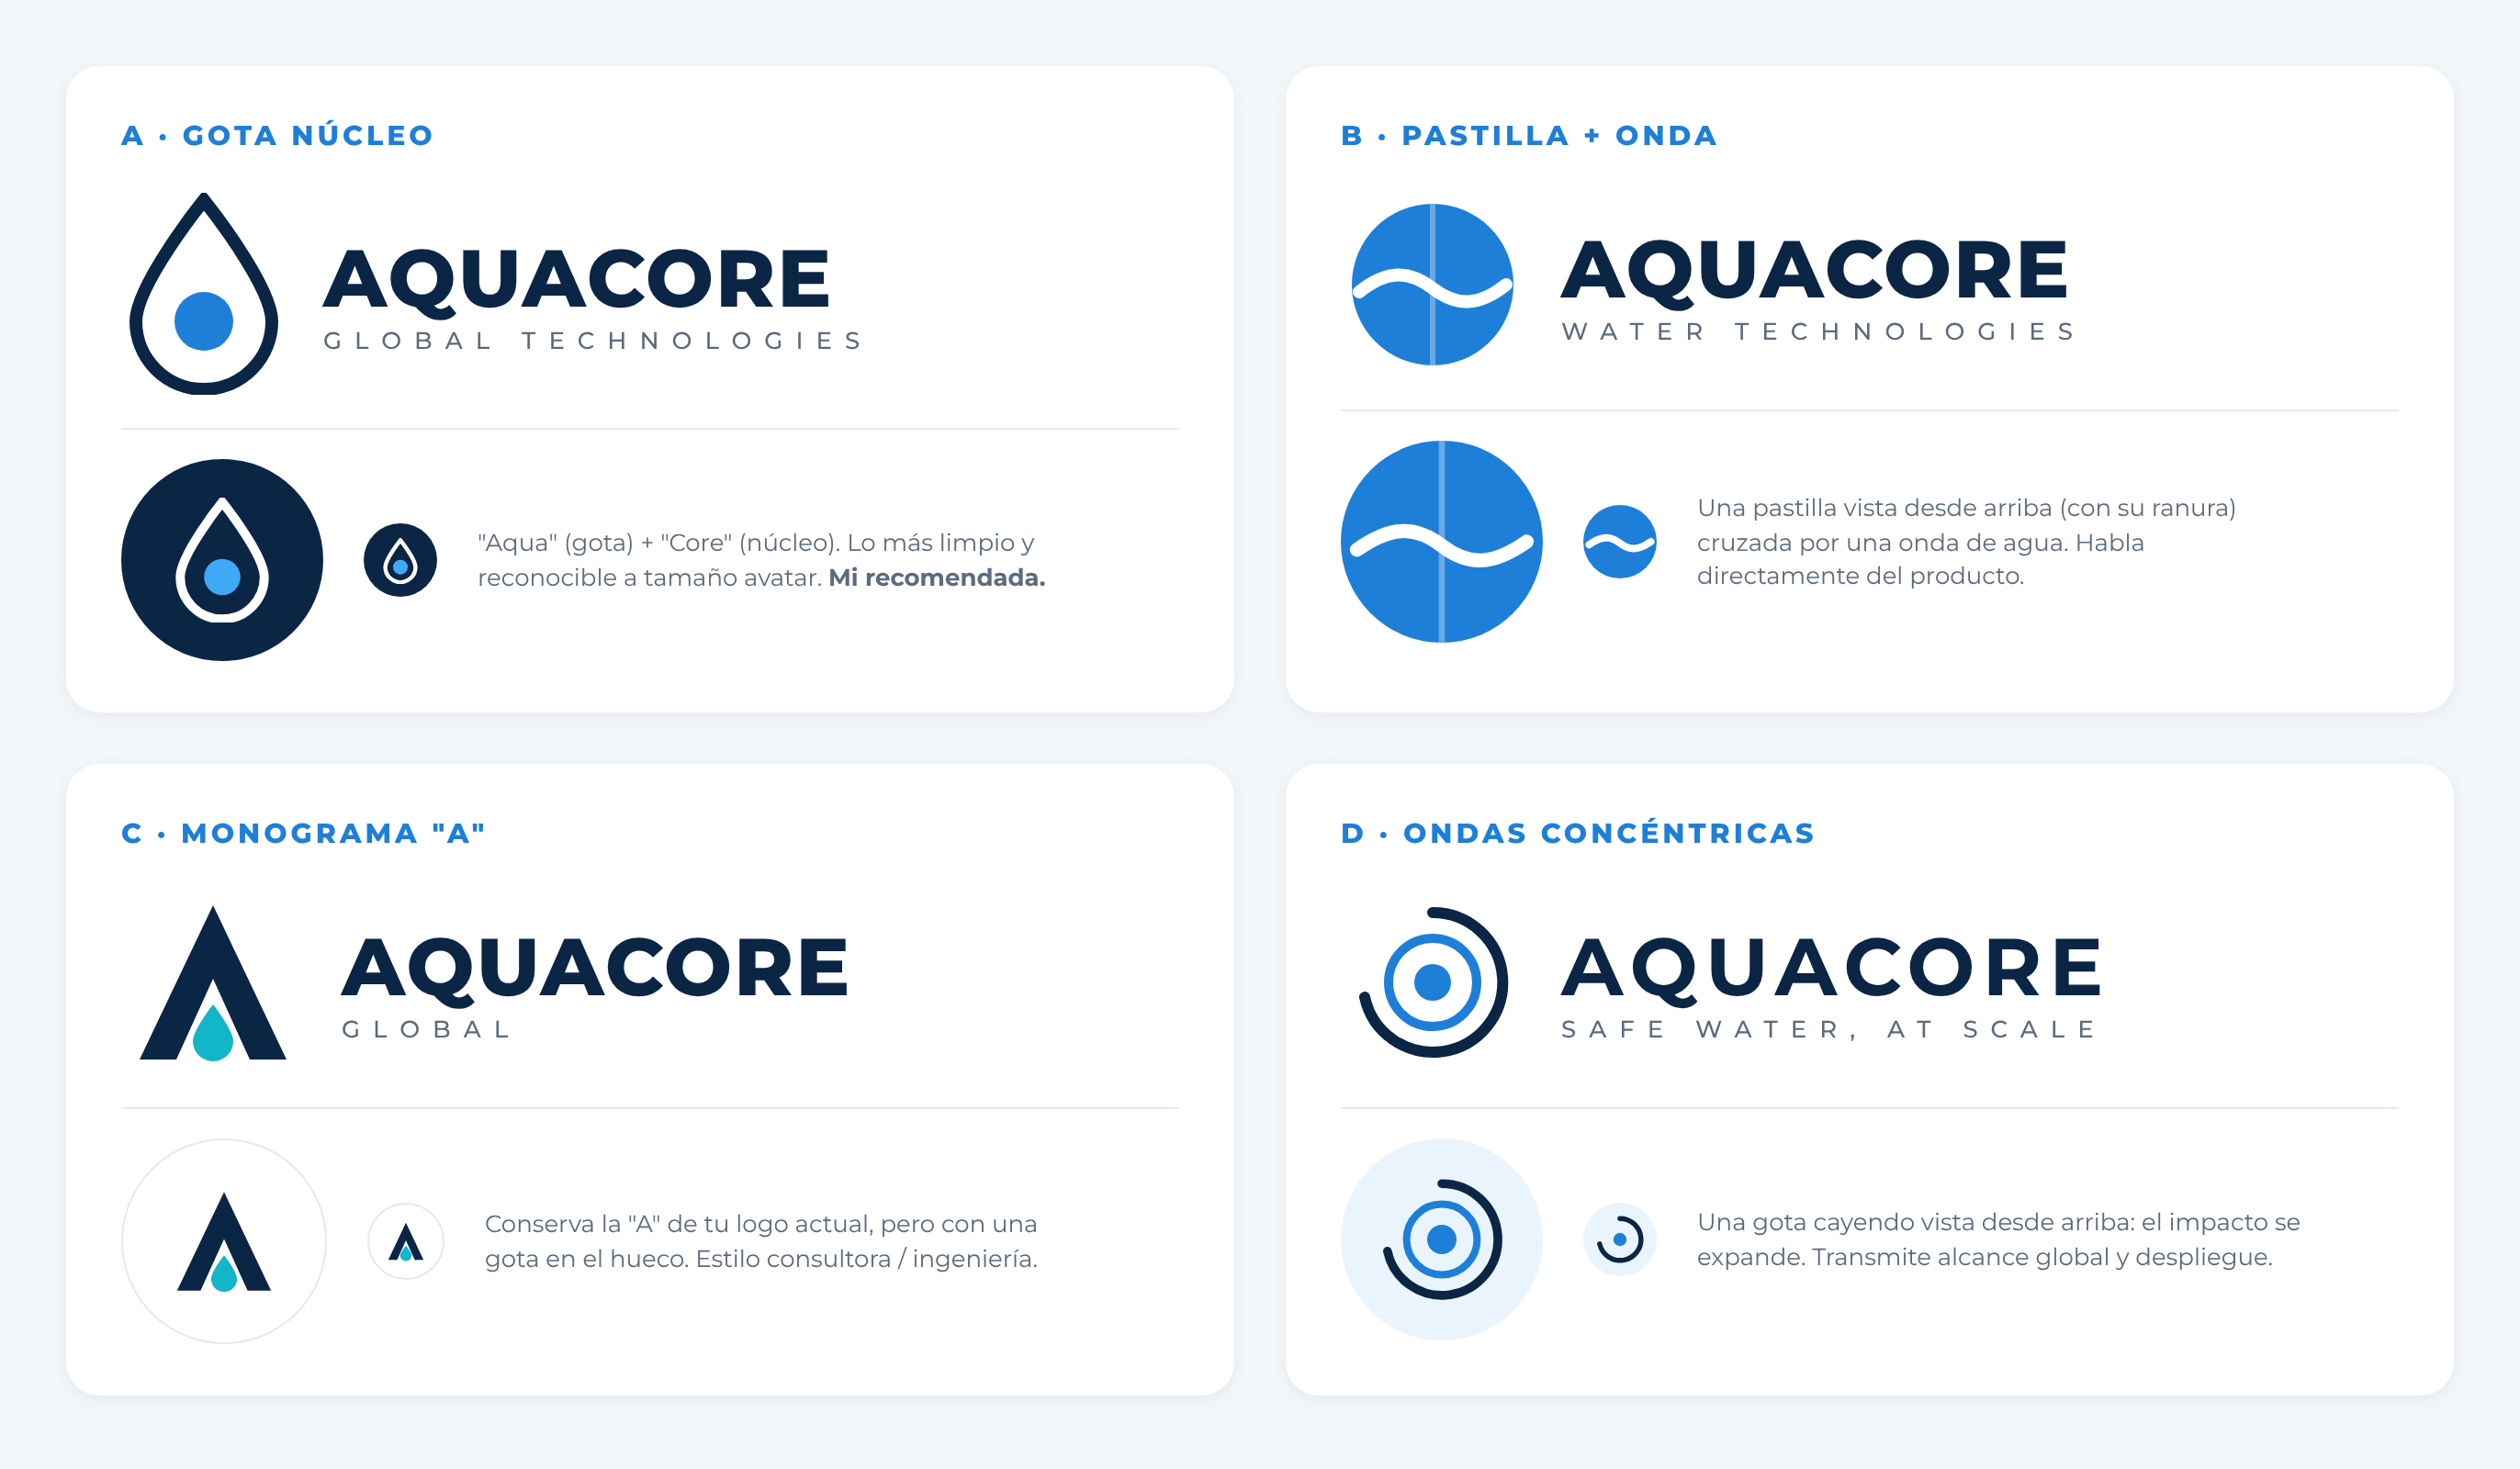 A · GOTA NÚCLEO
AQUACORE
GLOBAL TECHNOLOGIES
"Aqua" (gota) + "Core" (núcleo). Lo más limpio y
reconocible a tamaño avatar. Mi recomendada.
B · PASTILLA + ONDA
AQUACORE
WATER TECHNOLOGIES
Una pastilla vista desde arriba (con su ranura)
cruzada por una onda de agua. Habla
directamente del producto.
C · MONOGRAMA "A"
AQUACORE
GLOBAL
Conserva la "A" de tu logo actual, pero con una
gota en el hueco. Estilo consultora / ingeniería.
D · ONDAS CONCÉNTRICAS
AQUACORE
SAFE WATER, AT SCALE
Una gota cayendo vista desde arriba: el impacto se
expande. Transmite alcance global y despliegue.